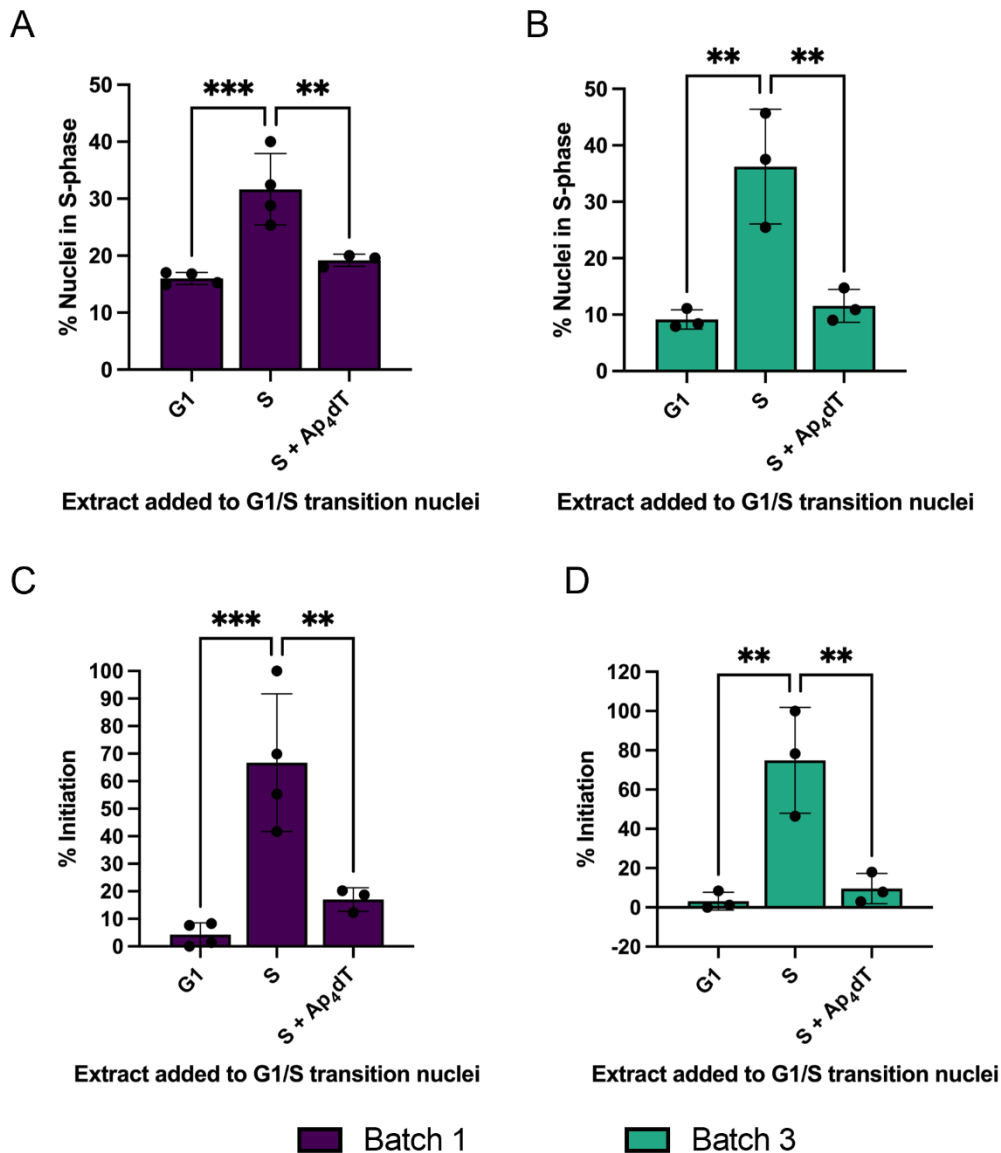 A
% Nuclei in S-phase
50
40
30
20
10
0
*** **
G1
S
S + Ap₄dT
Extract added to G1/S transition nuclei
B
% Nuclei in S-phase
50
40
30
20
10
0
** **
G1
S
S + Ap₄dT
Extract added to G1/S transition nuclei
C
% Initiation
100
90
80
70
60
50
40
30
20
10
0
*** **
G1
S
S + Ap₄dT
Extract added to G1/S transition nuclei
D
% Initiation
120
100
80
60
40
20
0
-20
** **
G1
S
S + Ap₄dT
Extract added to G1/S transition nuclei
Batch 1
Batch 3